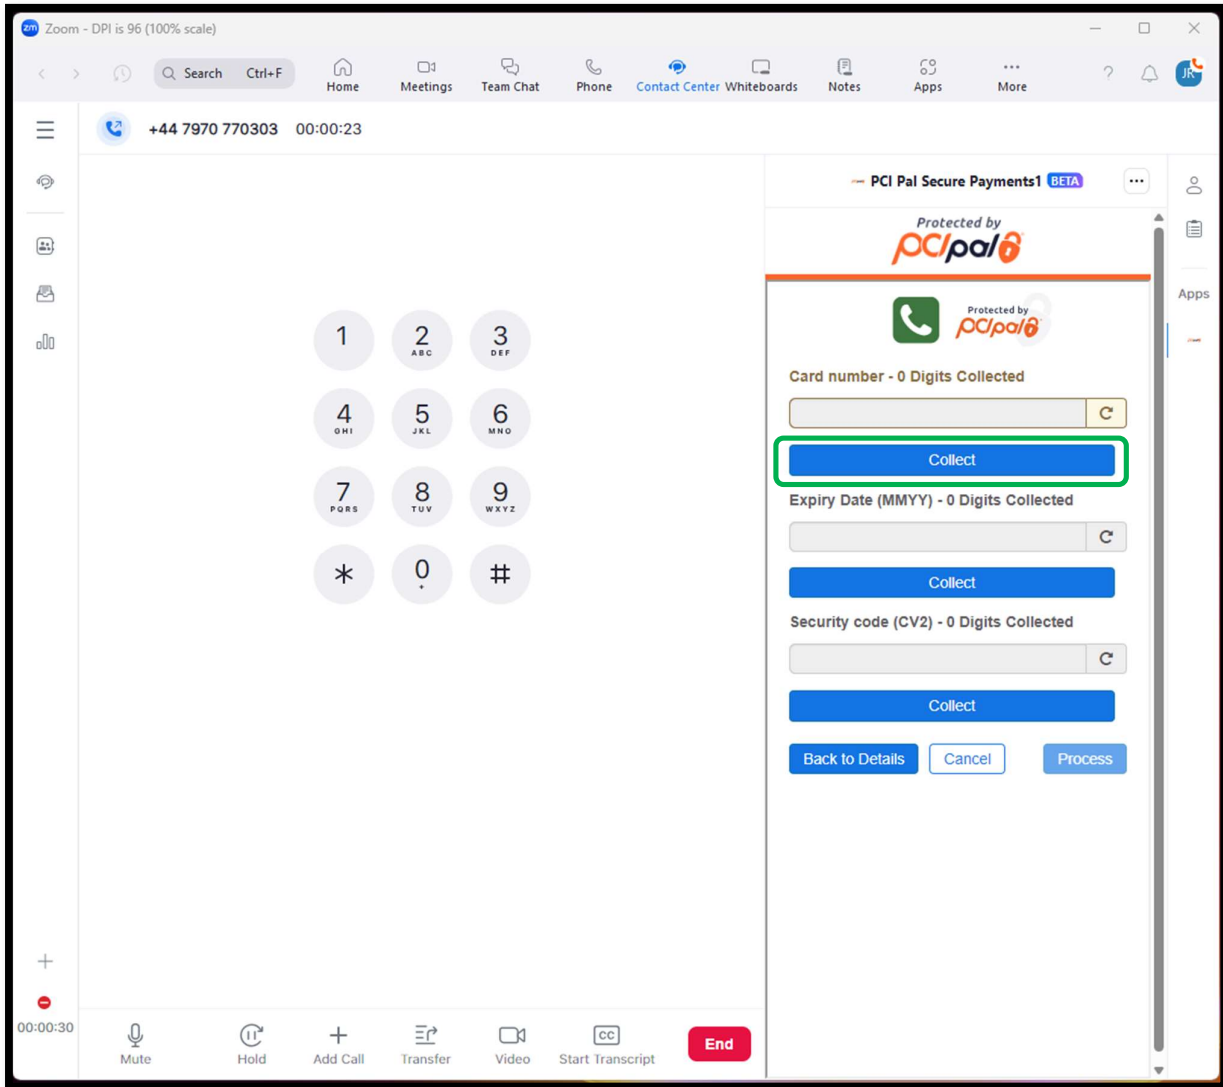 zm Zoom - DPI is 96 (100% scale)
Search Ctrl+F
Home
Meetings
Team Chat
Phone
Contact Center
Whiteboards
Notes
Apps
More
?
JR
+44 7970 770303 00:00:23
PCI Pal Secure Payments1 BETA
Protected by
pcipal
Apps
Protected by
pcipal
1
2 ABC
3 DEF
4 GHI
5 JKL
6 MNO
7 PQRS
8 TUV
9 WXYZ
*
0 +
#
Card number - 0 Digits Collected
Collect
Expiry Date (MMYY) - 0 Digits Collected
Collect
Security code (CV2) - 0 Digits Collected
Collect
Back to Details
Cancel
Process
00:00:30
Mute
Hold
Add Call
Transfer
Video
CC
Start Transcript
End